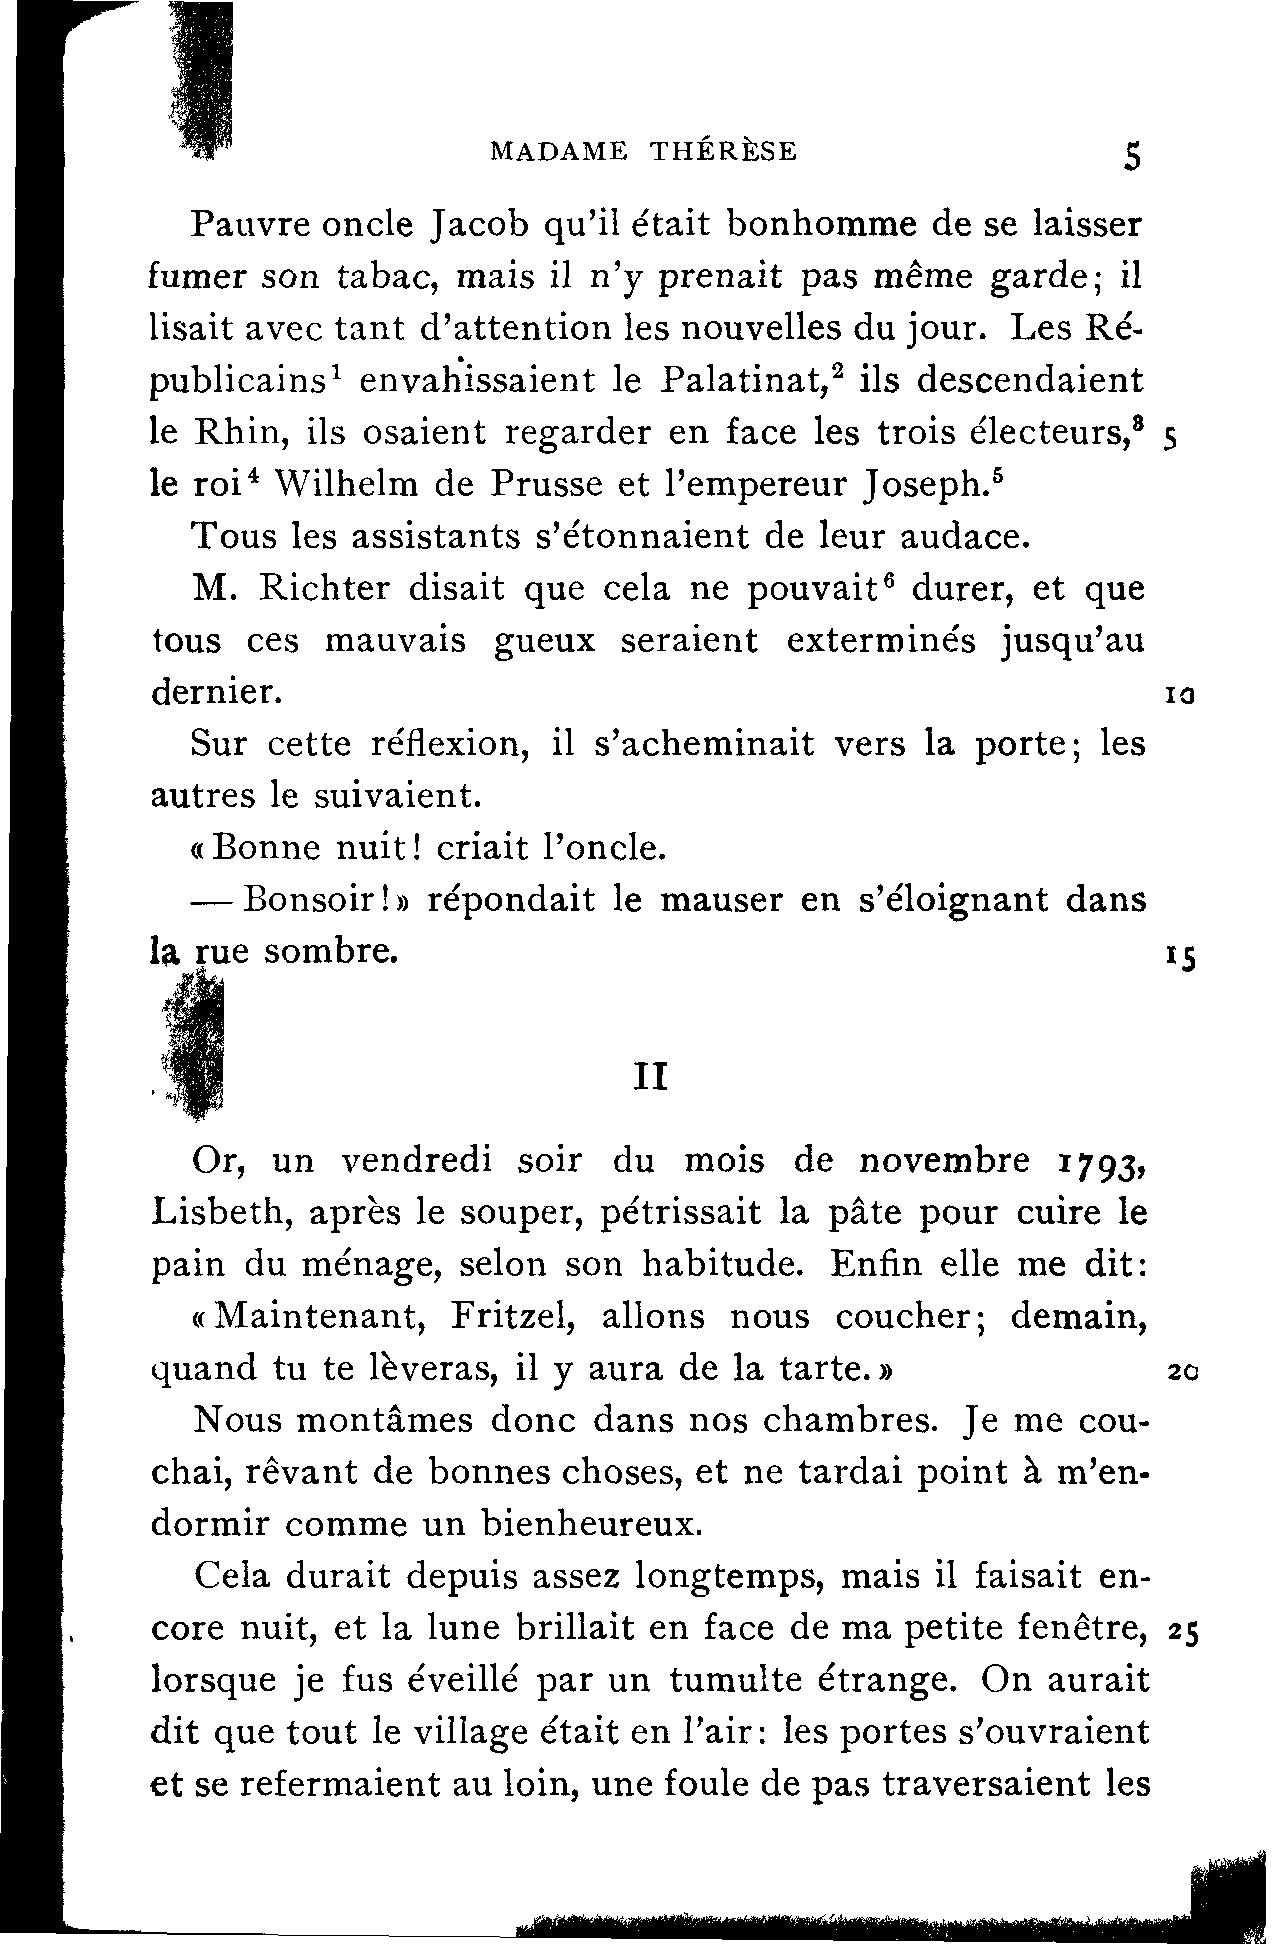 MADAME THÉRÈSE 5
Pauvre oncle Jacob qu'il était bonhomme de se laisser
fumer son tabac, mais il n'y prenait pas même garde; il
lisait avec tant d'attention les nouvelles du jour. Les Ré-
publicains¹ envahissaient le Palatinat,² ils descendaient
le Rhin, ils osaient regarder en face les trois électeurs,³ 5
le roi⁴ Wilhelm de Prusse et l'empereur Joseph.⁵
Tous les assistants s'étonnaient de leur audace.
M. Richter disait que cela ne pouvait⁶ durer, et que
tous ces mauvais gueux seraient exterminés jusqu'au
dernier. 10
Sur cette réflexion, il s'acheminait vers la porte; les
autres le suivaient.
«Bonne nuit! criait l'oncle.
— Bonsoir!» répondait le mauser en s'éloignant dans
la rue sombre. 15
II
Or, un vendredi soir du mois de novembre 1793,
Lisbeth, après le souper, pétrissait la pâte pour cuire le
pain du ménage, selon son habitude. Enfin elle me dit:
«Maintenant, Fritzel, allons nous coucher; demain,
quand tu te lèveras, il y aura de la tarte.» 20
Nous montâmes donc dans nos chambres. Je me cou-
chai, rêvant de bonnes choses, et ne tardai point à m'en-
dormir comme un bienheureux.
Cela durait depuis assez longtemps, mais il faisait en-
core nuit, et la lune brillait en face de ma petite fenêtre, 25
lorsque je fus éveillé par un tumulte étrange. On aurait
dit que tout le village était en l'air: les portes s'ouvraient
et se refermaient au loin, une foule de pas traversaient les